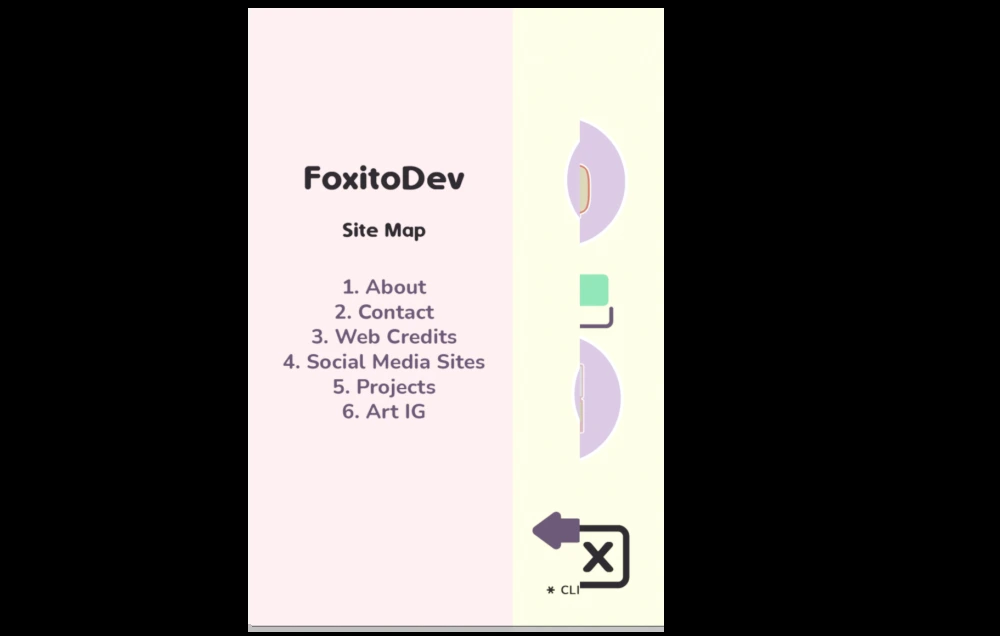 FoxitoDev
Site Map
1. About
2. Contact
3. Web Credits
4. Social Media Sites
5. Projects
6. Art IG
X
* CLI